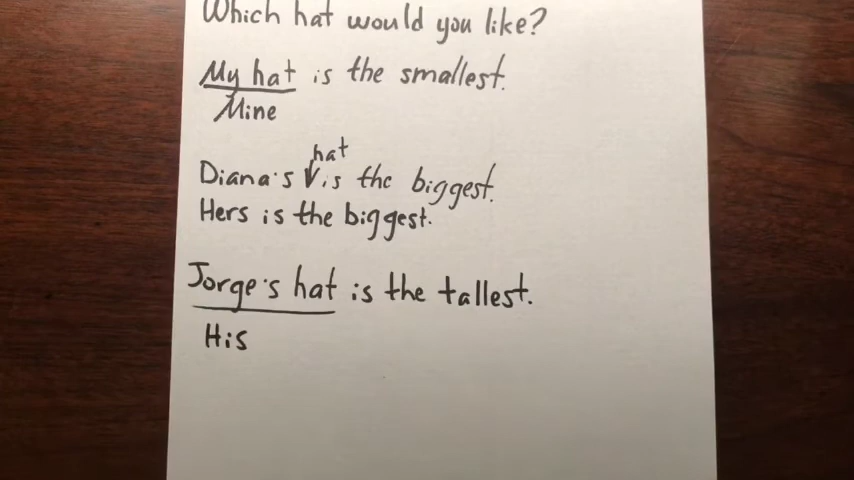 Which hat would you like?
My hat is the smallest.
Mine
hat
Diana's is the biggest.
Hers is the biggest.
Jorge's hat is the tallest.
His